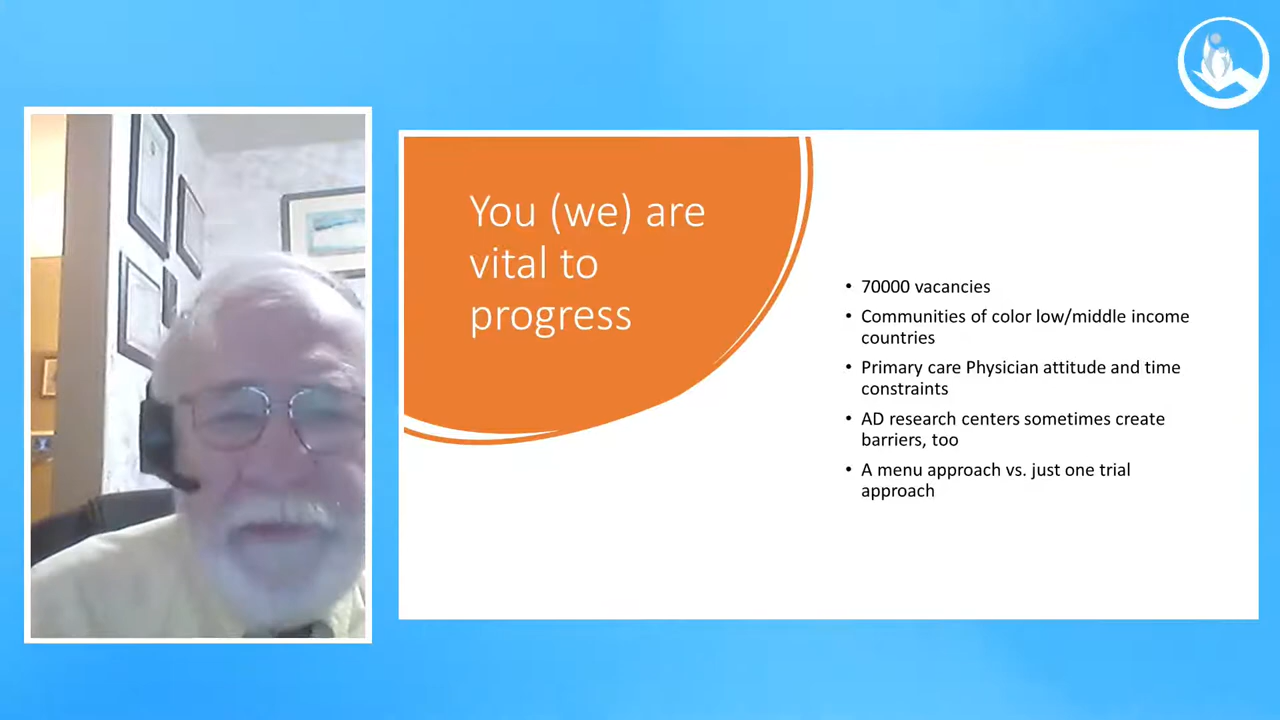 You (we) are
vital to
progress
• 70000 vacancies
• Communities of color low/middle income
countries
• Primary care Physician attitude and time
constraints
• AD research centers sometimes create
barriers, too
• A menu approach vs. just one trial
approach